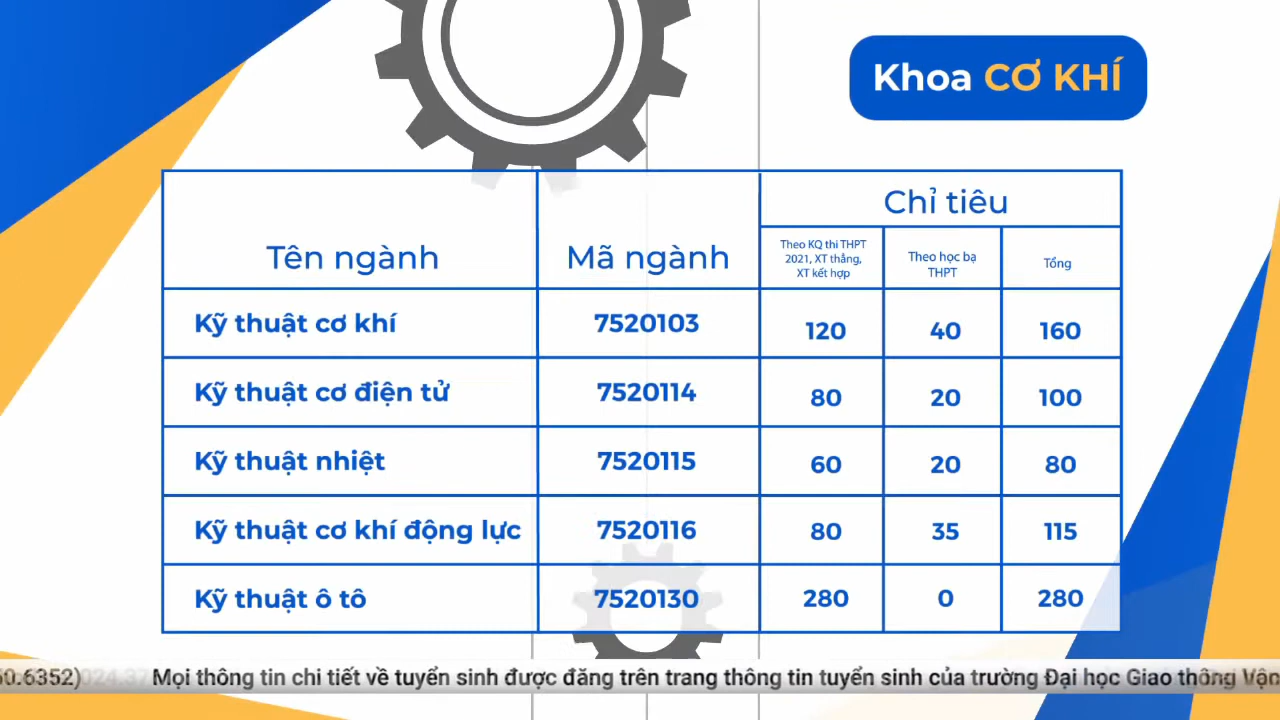 Khoa CƠ KHÍ
Tên ngành
Mã ngành
Chỉ tiêu
Theo KQ thi THPT
2021, XT thẳng,
XT kết hợp
Theo học bạ
THPT
Tổng
Kỹ thuật cơ khí 7520103 120 40 160
Kỹ thuật cơ điện tử 7520114 80 20 100
Kỹ thuật nhiệt 7520115 60 20 80
Kỹ thuật cơ khí động lực 7520116 80 35 115
Kỹ thuật ô tô 7520130 280 0 280
Mọi thông tin chi tiết về tuyển sinh được đăng trên trang thông tin tuyển sinh của trường Đại học Giao thông